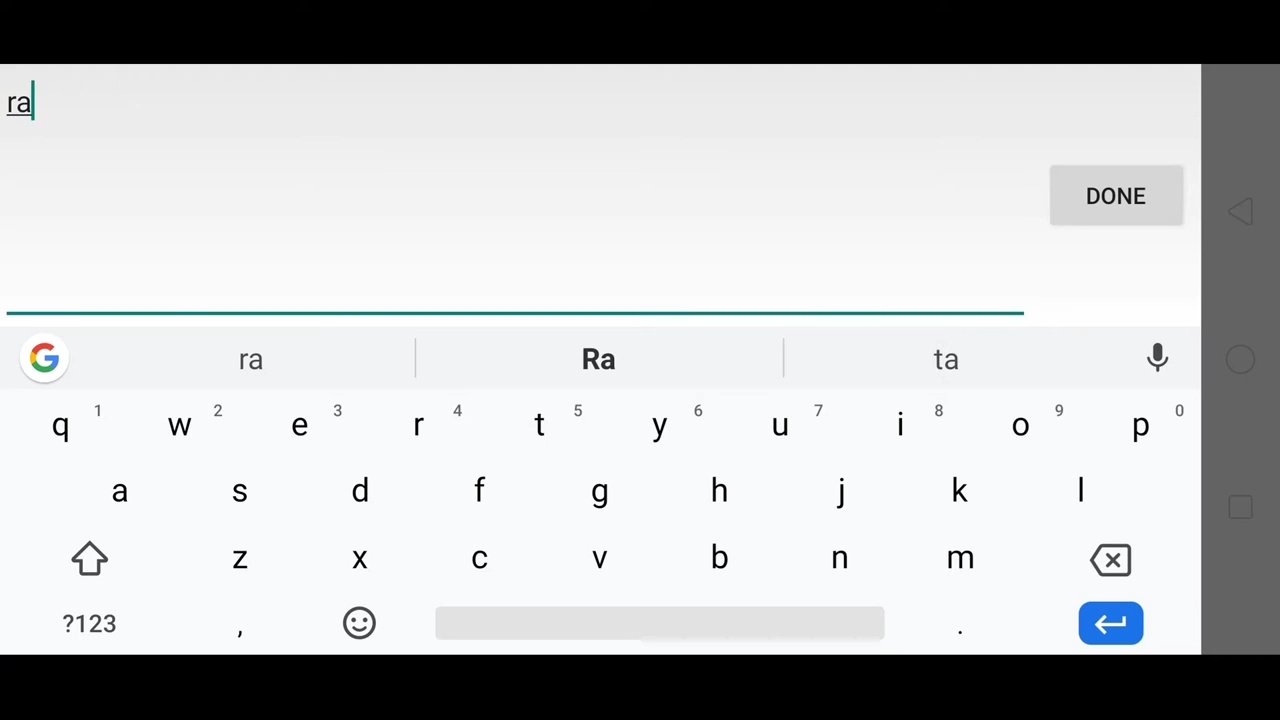 ra
DONE
ra Ra ta
1 2 3 4 5 6 7 8 9 0
q w e r t y u i o p
a s d f g h j k l
z x c v b n m
?123 , .